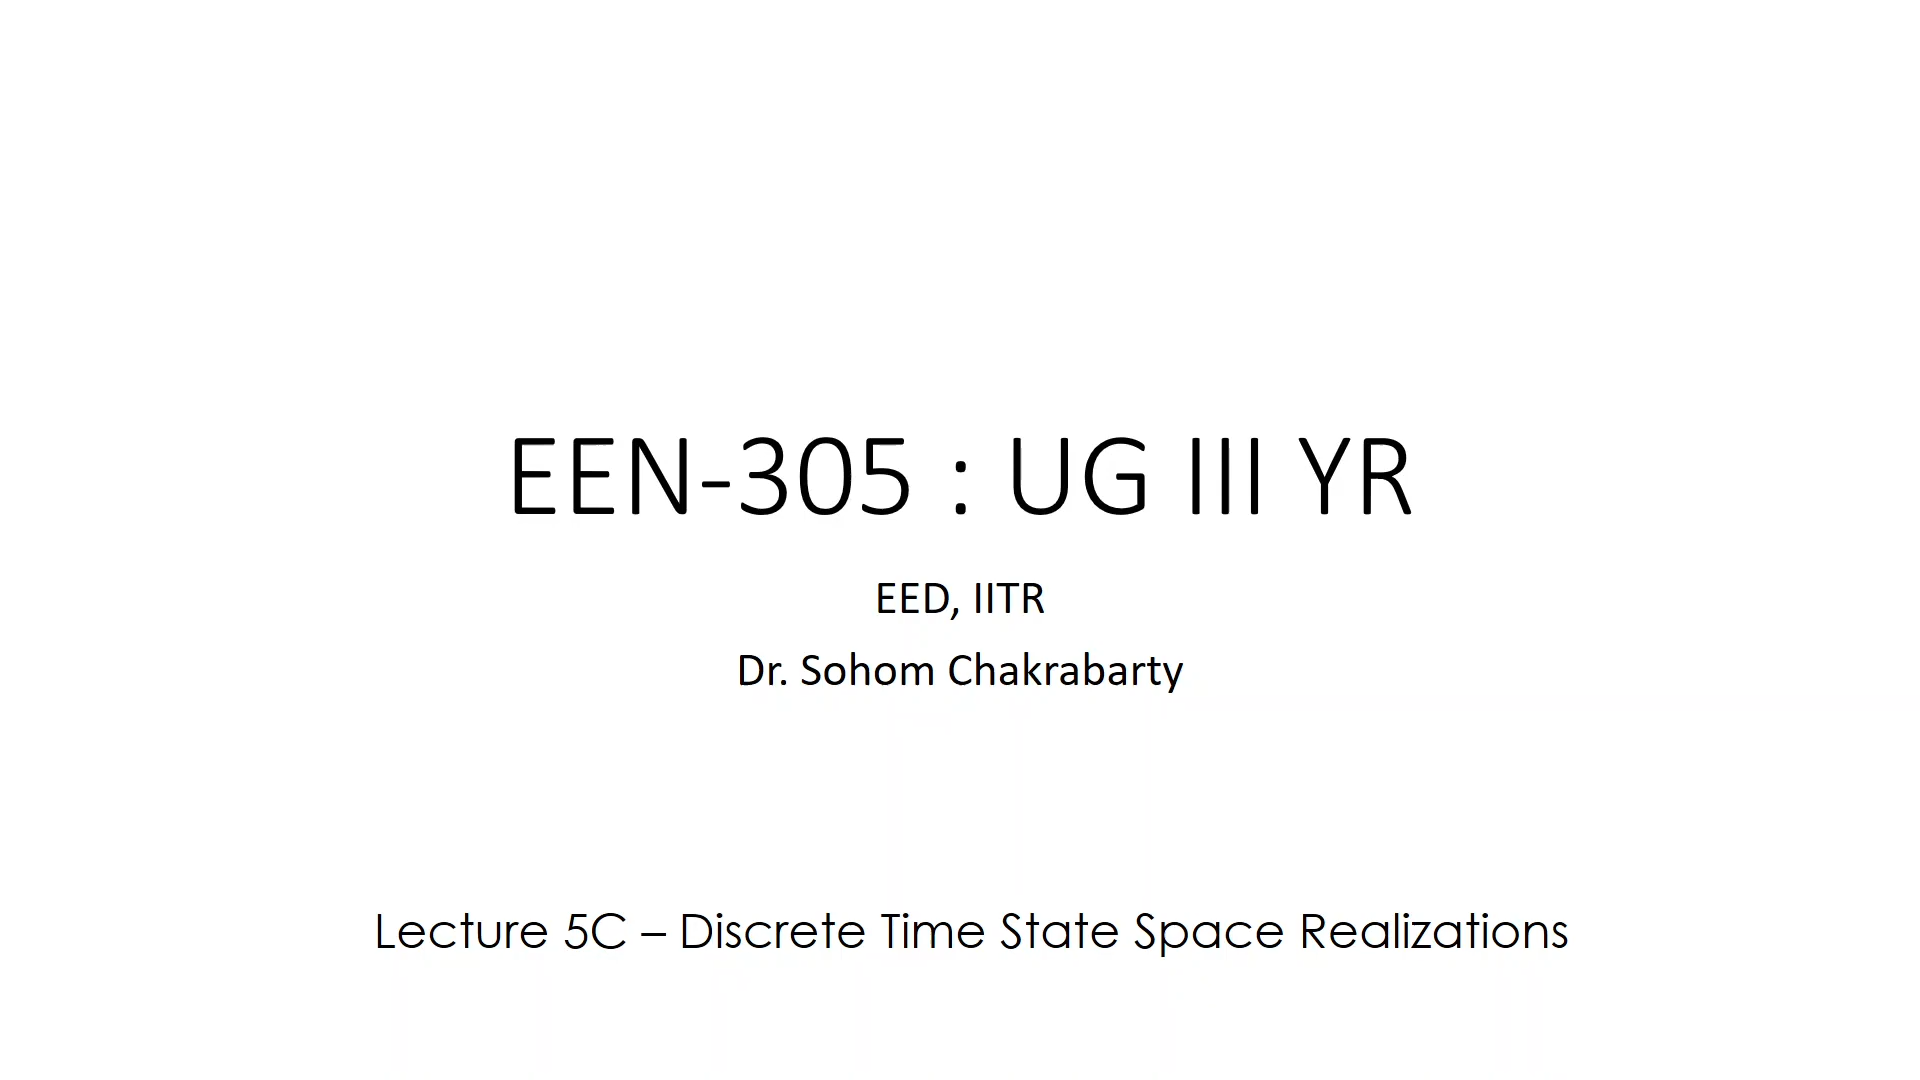 EEN-305 : UG III YR
EED, IITR
Dr. Sohom Chakrabarty
Lecture 5C – Discrete Time State Space Realizations